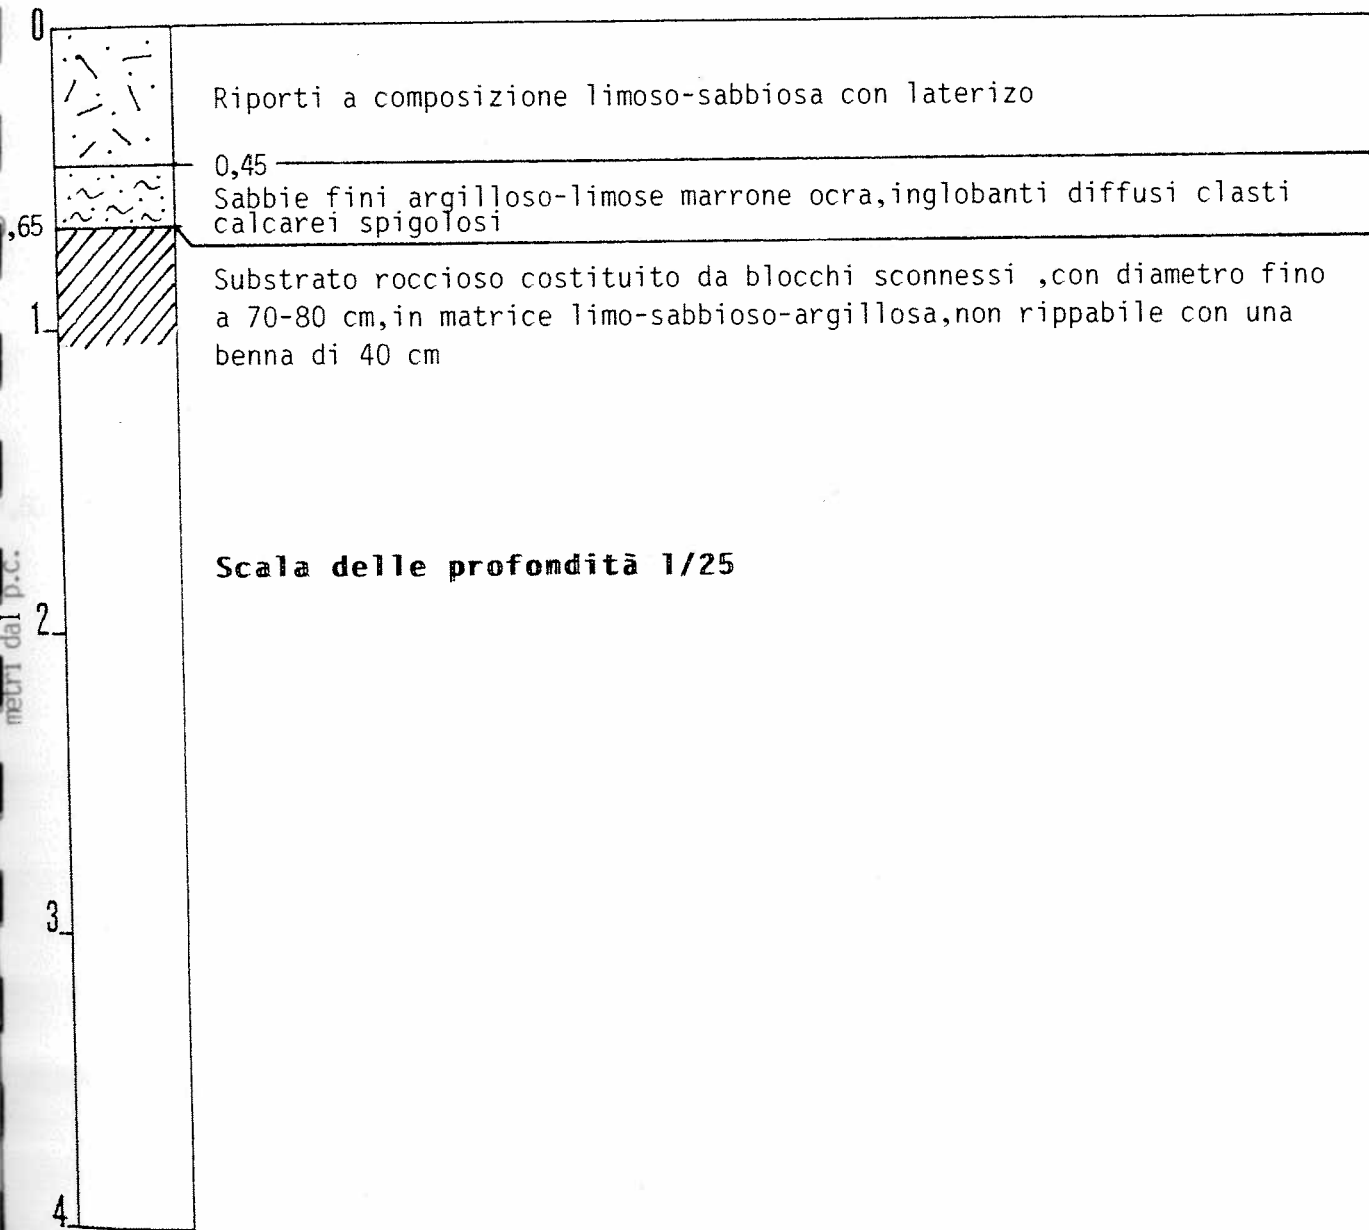 0
Riporti a composizione limoso-sabbiosa con laterizo
0,45
Sabbie fini argilloso-limose marrone ocra,inglobanti diffusi clasti
calcarei spigolosi
,65
Substrato roccioso costituito da blocchi sconnessi ,con diametro fino
a 70-80 cm,in matrice limo-sabbioso-argillosa,non rippabile con una
benna di 40 cm
1
Scala delle profondità 1/25
metri dal p.c.
2
3
4